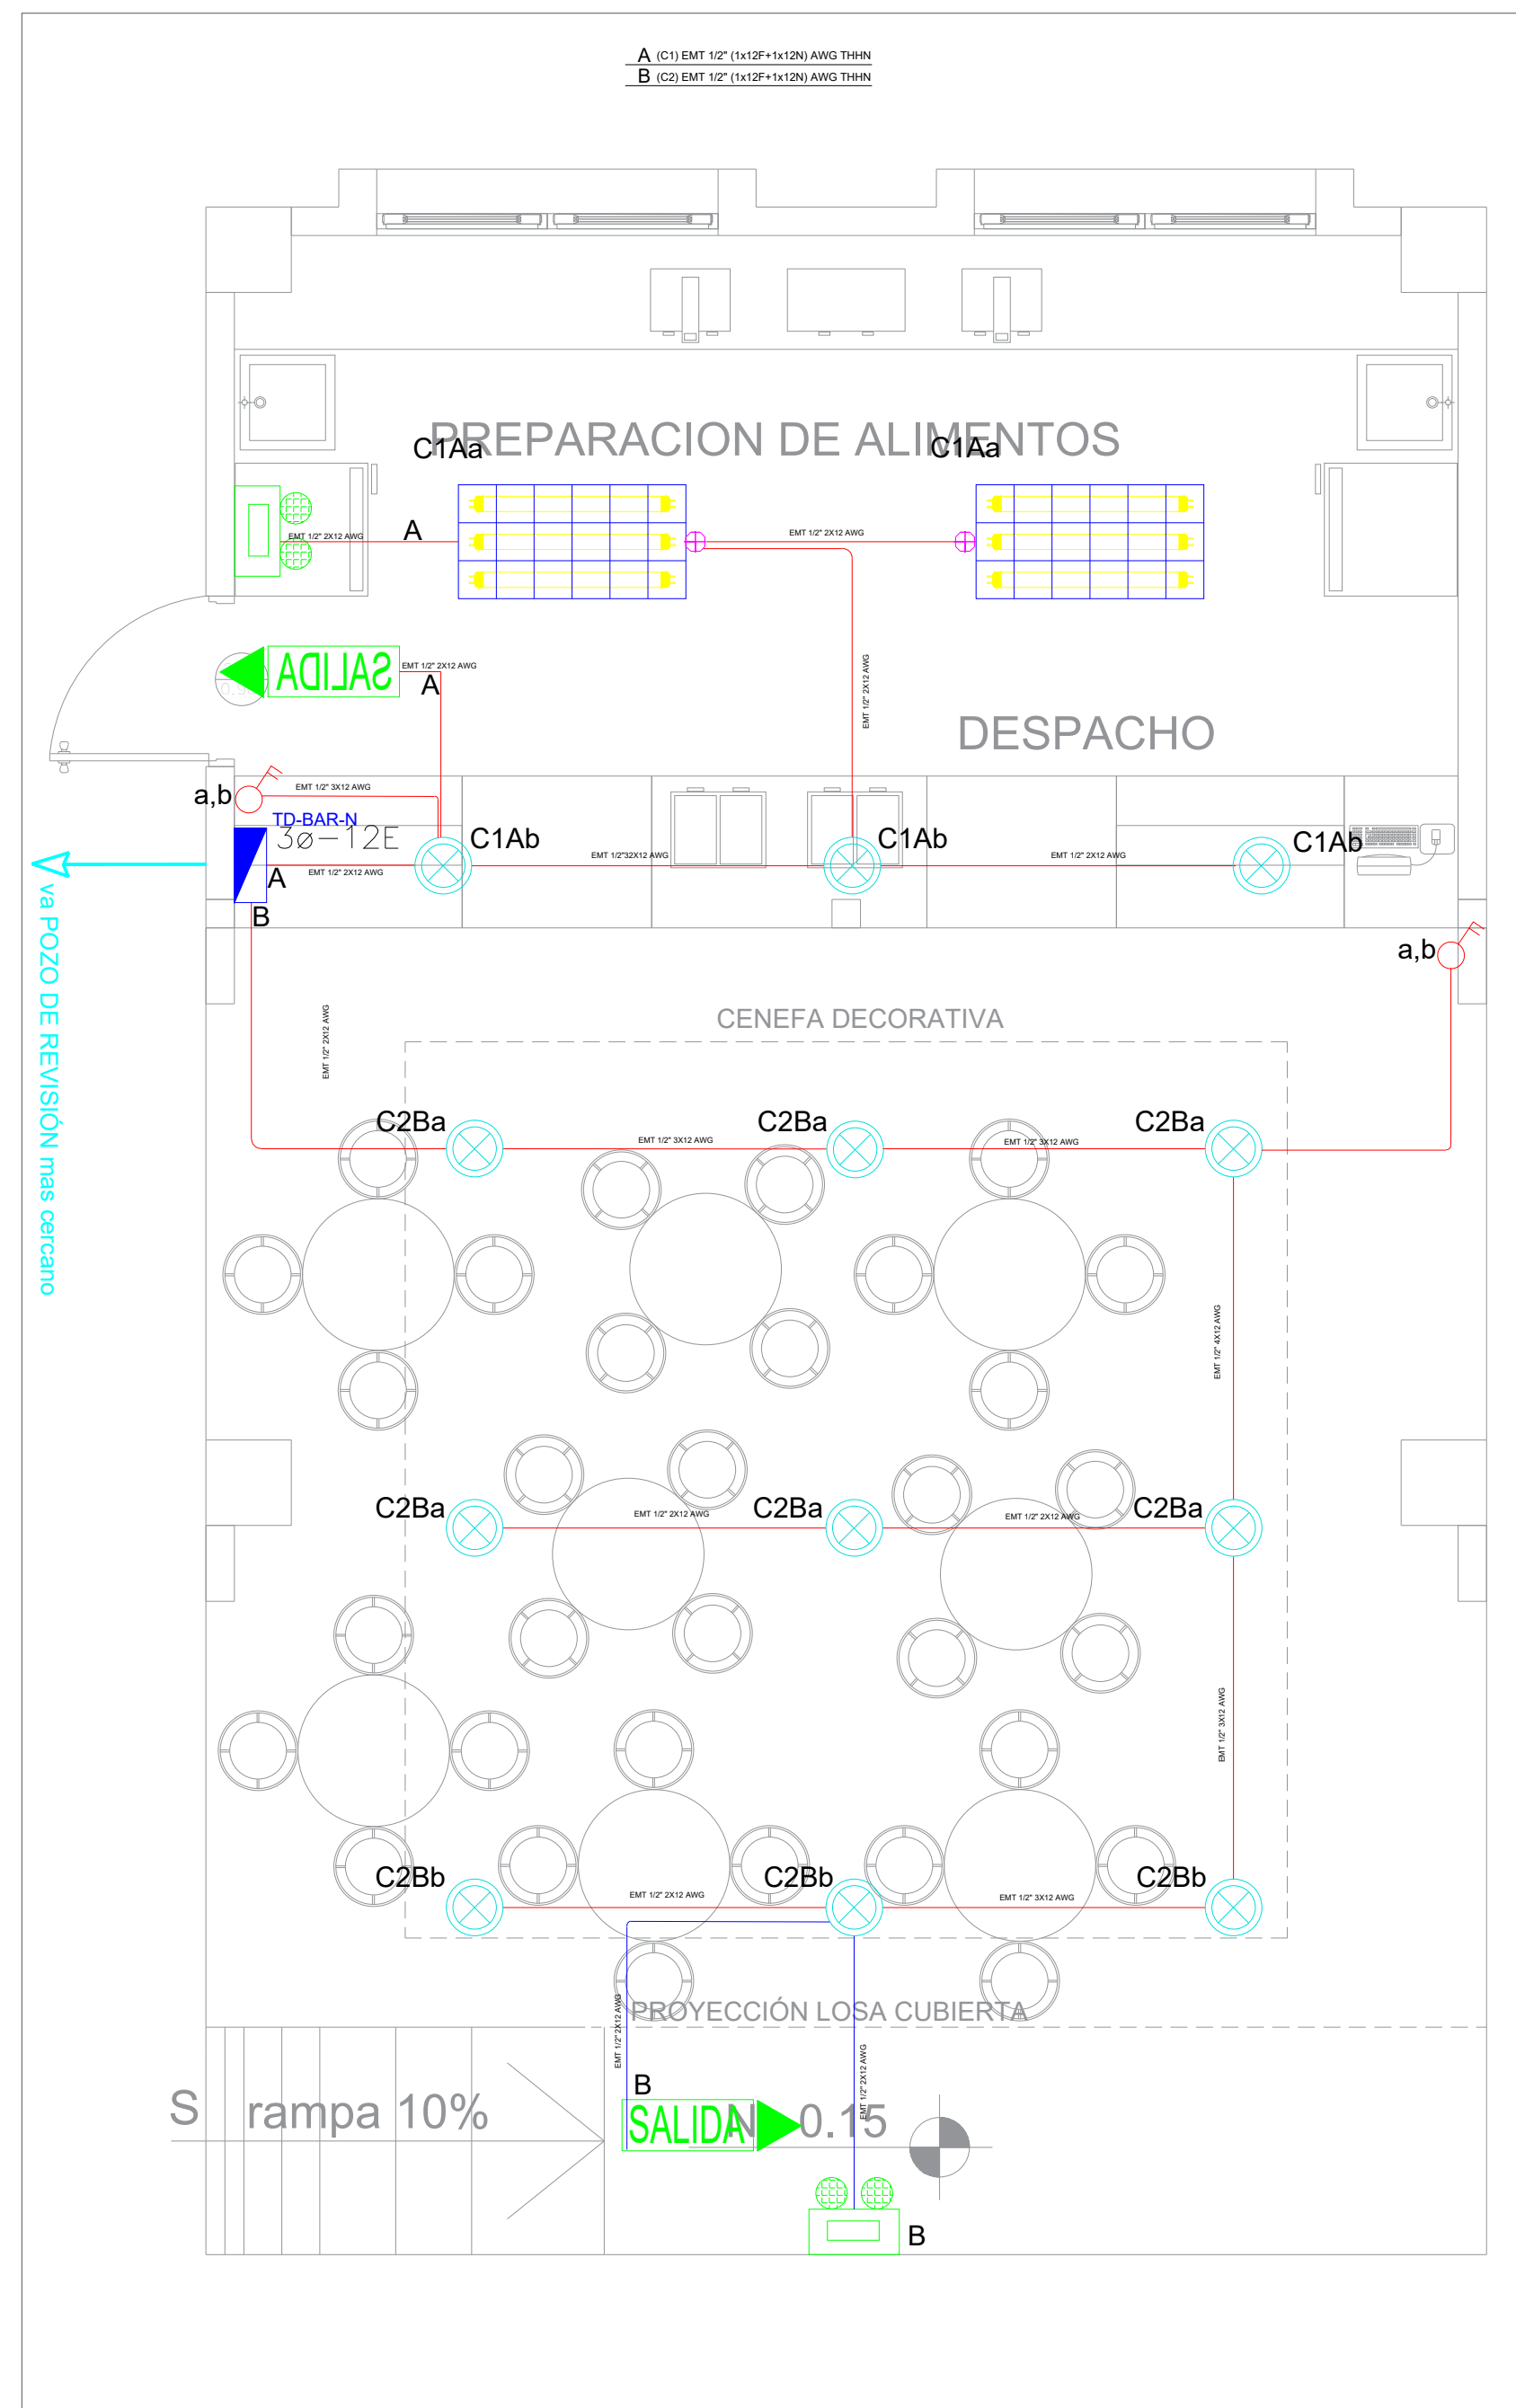 A (C1) EMT 1/2" (1x12F+1x12N) AWG THHN
B (C2) EMT 1/2" (1x12F+1x12N) AWG THHN
PREPARACION DE ALIMENTOS
C1Aa
C1Aa
EMT 1/2" 2X12 AWG
A
EMT 1/2" 2X12 AWG
SALIDA
EMT 1/2" 2X12 AWG
A
EMT 1/2" 2X12 AWG
DESPACHO
a,b
EMT 1/2" 3X12 AWG
TD-BAR-N
3ø-12E
C1Ab
C1Ab
C1Ab
EMT 1/2"32X12 AWG
EMT 1/2" 2X12 AWG
EMT 1/2" 2X12 AWG
A
B
va POZO DE REVISIÓN mas cercano
a,b
EMT 1/2" 2X12 AWG
CENEFA DECORATIVA
C2Ba
C2Ba
C2Ba
EMT 1/2" 3X12 AWG
EMT 1/2" 3X12 AWG
EMT 1/2" 4X12 AWG
C2Ba
C2Ba
C2Ba
EMT 1/2" 2X12 AWG
EMT 1/2" 2X12 AWG
EMT 1/2" 3X12 AWG
C2Bb
C2Bb
C2Bb
EMT 1/2" 2X12 AWG
EMT 1/2" 3X12 AWG
PROYECCIÓN LOSA CUBIERTA
EMT 1/2" 2X12 AWG
EMT 1/2" 2X12 AWG
B
S rampa 10%
SALIDA
0.15
B